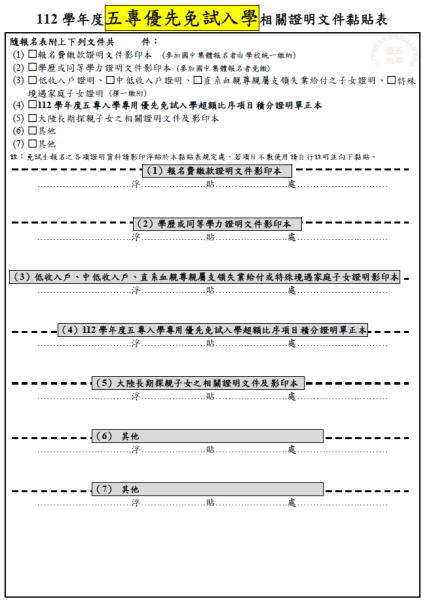 112 學年度五專優先免試入學相關證明文件黏貼表
隨報名表附上下列文件共　　　件：
(1) □報名費繳款證明文件影印本 (參加國中集體報名者由學校統一繳納)
(2) □學歷或同等學力證明文件影印本 (參加國中集體報名者免繳)
(3) □低收入戶證明、□中低收入戶證明、□直系血親尊親屬支領失業給付之子女證明、□特殊
境遇家庭子女證明 (擇一繳附)
(4) □112 學年度五專入學專用優先免試入學超額比序項目積分證明單正本
(5) □大陸長期探親子女之相關證明文件及影印本
(6) □其他
(7) □其他
註：免試生報名之各項證明資料請影印浮貼於本黏貼表規定處，若項目不敷使用請自行註明並向下黏貼。
(1) 報名費繳款證明文件影印本
浮 貼 處
(2) 學歷或同等學力證明文件影印本
浮 貼 處
(3) 低收入戶、中低收入戶、直系血親尊親屬支領失業給付或特殊境遇家庭子女證明影印本
浮 貼 處
(4) 112 學年度五專入學專用優先免試入學超額比序項目積分證明單正本
浮 貼 處
(5) 大陸長期探親子女之相關證明文件及影印本
浮 貼 處
(6) 其他
浮 貼 處
(7) 其他
浮 貼 處